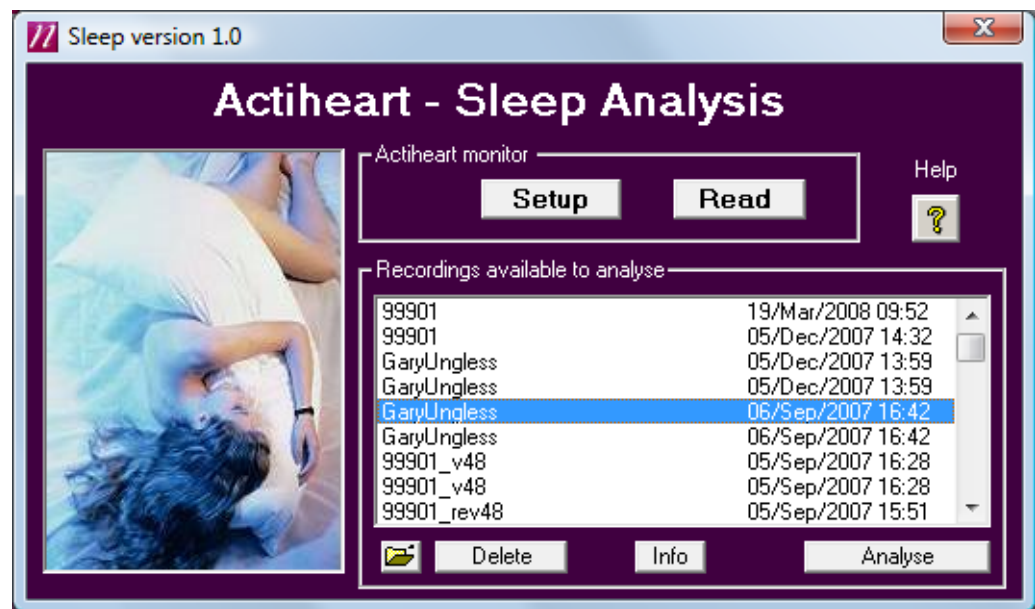 Sleep version 1.0
Actiheart - Sleep Analysis
Actiheart monitor
Setup Read
Help
?
Recordings available to analyse
99901 19/Mar/2008 09:52
99901 05/Dec/2007 14:32
GaryUngless 05/Dec/2007 13:59
GaryUngless 05/Dec/2007 13:59
GaryUngless 06/Sep/2007 16:42
GaryUngless 06/Sep/2007 16:42
99901_v48 05/Sep/2007 16:28
99901_v48 05/Sep/2007 16:28
99901_rev48 05/Sep/2007 15:51
Delete Info Analyse